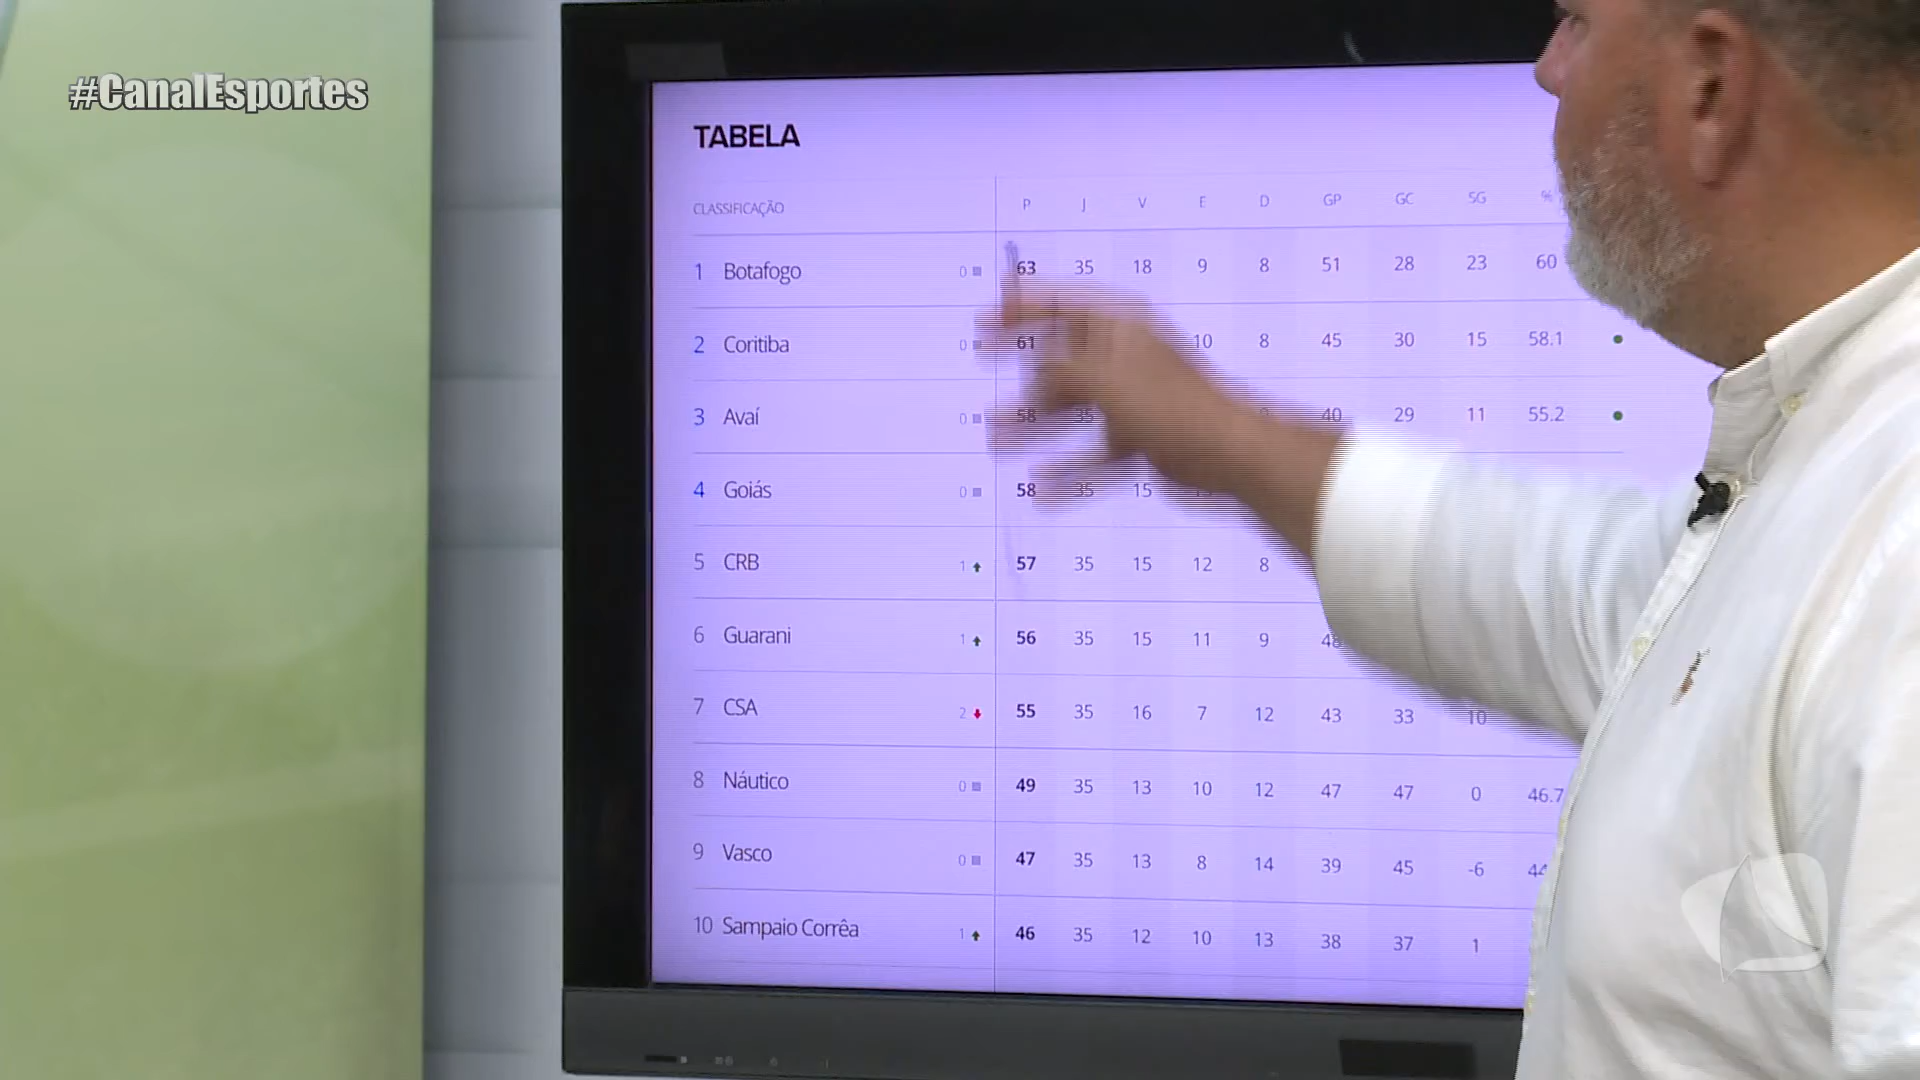 #CanalEsportes
TABELA
CLASSIFICAÇÃO P J V E D GP GC SG %
1 Botafogo 0 63 35 18 9 8 51 28 23 60
2 Coritiba 0 61 10 8 45 30 15 58.1
3 Avaí 0 58 35 40 29 11 55.2
4 Goiás 0 58 35 15
5 CRB 1 57 35 15 12 8
6 Guarani 1 56 35 15 11 9 48
7 CSA 2 55 35 16 7 12 43 33 10
8 Náutico 0 49 35 13 10 12 47 47 0 46.7
9 Vasco 0 47 35 13 8 14 39 45 -6
10 Sampaio Corrêa 1 46 35 12 10 13 38 37 1